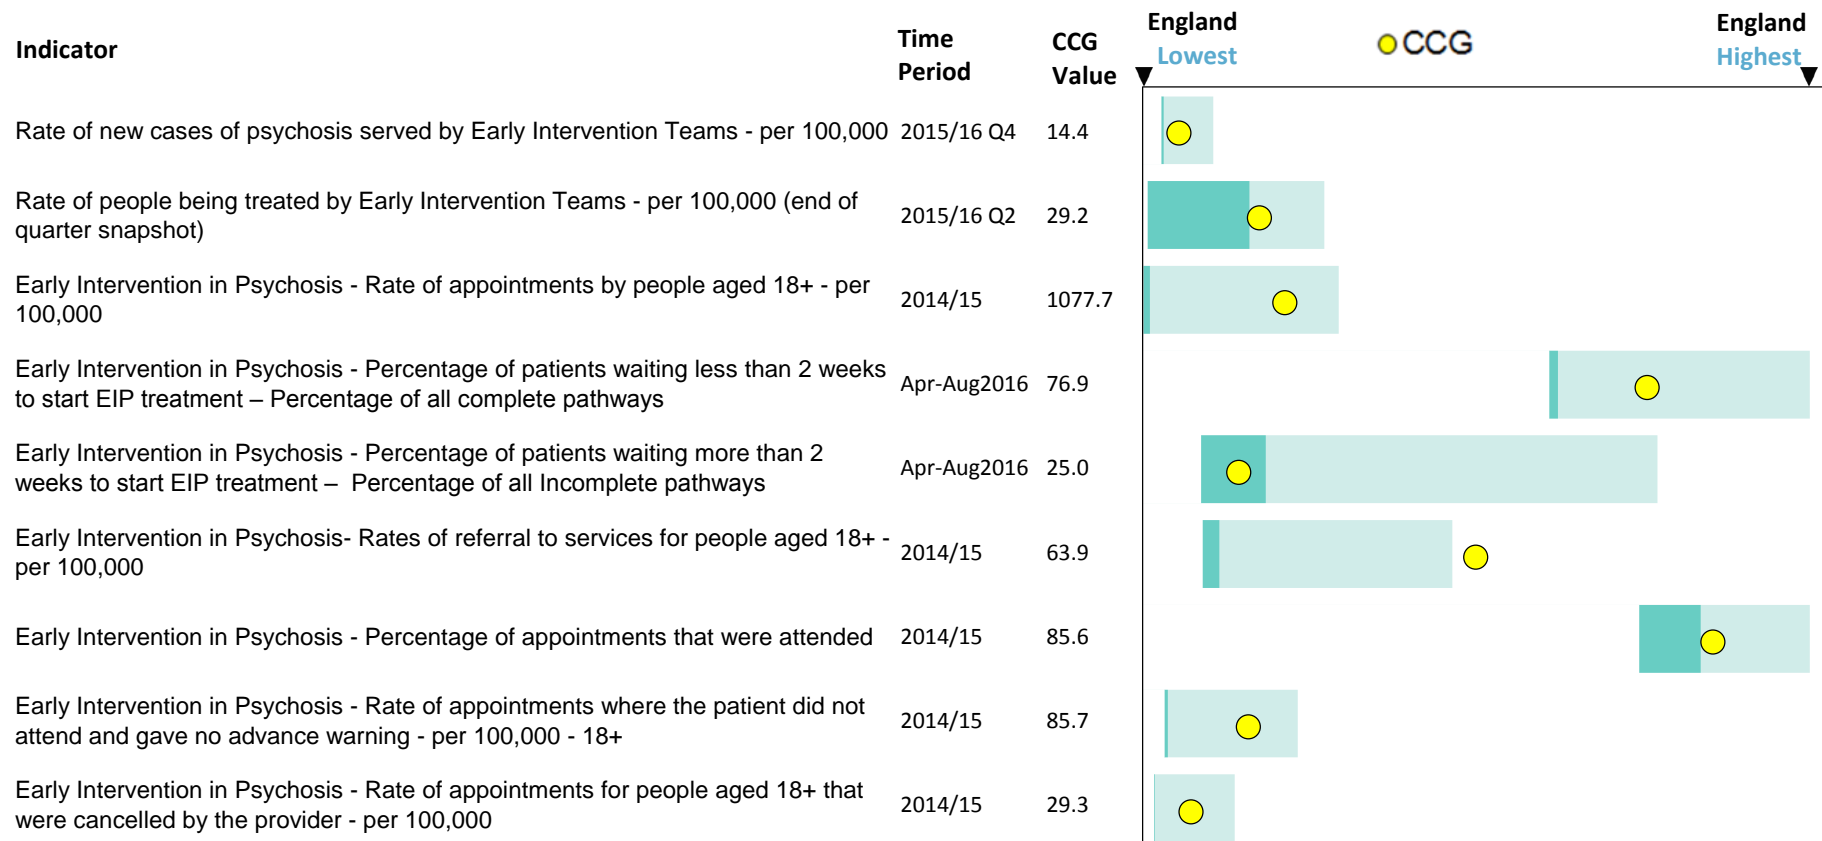 Indicator
Time Period
CCG Value
England Lowest
CCG
England Highest
Rate of new cases of psychosis served by Early Intervention Teams - per 100,000 2015/16 Q4 14.4
Rate of people being treated by Early Intervention Teams - per 100,000 (end of
quarter snapshot)
2015/16 Q2 29.2
Early Intervention in Psychosis - Rate of appointments by people aged 18+ - per
100,000
2014/15 1077.7
Early Intervention in Psychosis - Percentage of patients waiting less than 2 weeks
to start EIP treatment – Percentage of all complete pathways
Apr-Aug2016 76.9
Early Intervention in Psychosis - Percentage of patients waiting more than 2
weeks to start EIP treatment – Percentage of all Incomplete pathways
Apr-Aug2016 25.0
Early Intervention in Psychosis- Rates of referral to services for people aged 18+ -
per 100,000
2014/15 63.9
Early Intervention in Psychosis - Percentage of appointments that were attended 2014/15 85.6
Early Intervention in Psychosis - Rate of appointments where the patient did not
attend and gave no advance warning - per 100,000 - 18+
2014/15 85.7
Early Intervention in Psychosis - Rate of appointments for people aged 18+ that
were cancelled by the provider - per 100,000
2014/15 29.3